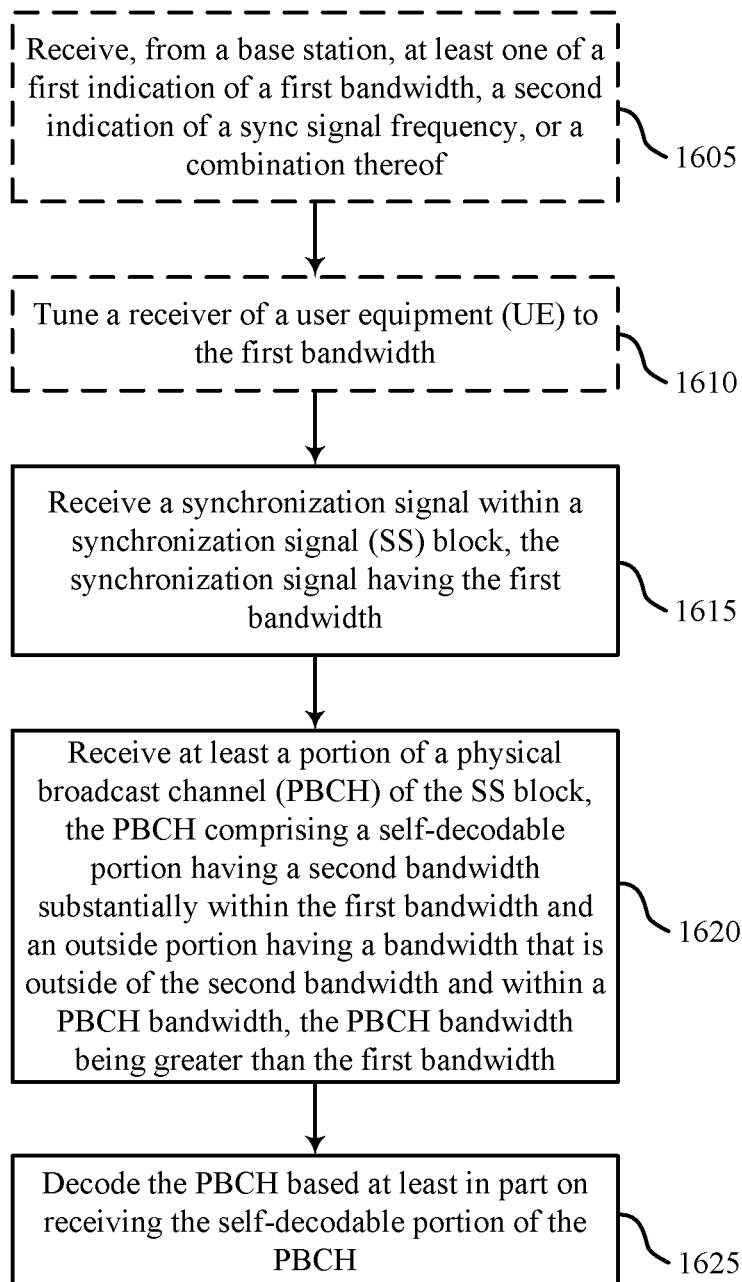 Receive, from a base station, at least one of a
first indication of a first bandwidth, a second
indication of a sync signal frequency, or a
combination thereof
1605
Tune a receiver of a user equipment (UE) to
the first bandwidth
1610
Receive a synchronization signal within a
synchronization signal (SS) block, the
synchronization signal having the first
bandwidth
1615
Receive at least a portion of a physical
broadcast channel (PBCH) of the SS block,
the PBCH comprising a self-decodable
portion having a second bandwidth
substantially within the first bandwidth and
an outside portion having a bandwidth that is
outside of the second bandwidth and within a
PBCH bandwidth, the PBCH bandwidth
being greater than the first bandwidth
1620
Decode the PBCH based at least in part on
receiving the self-decodable portion of the
PBCH
1625